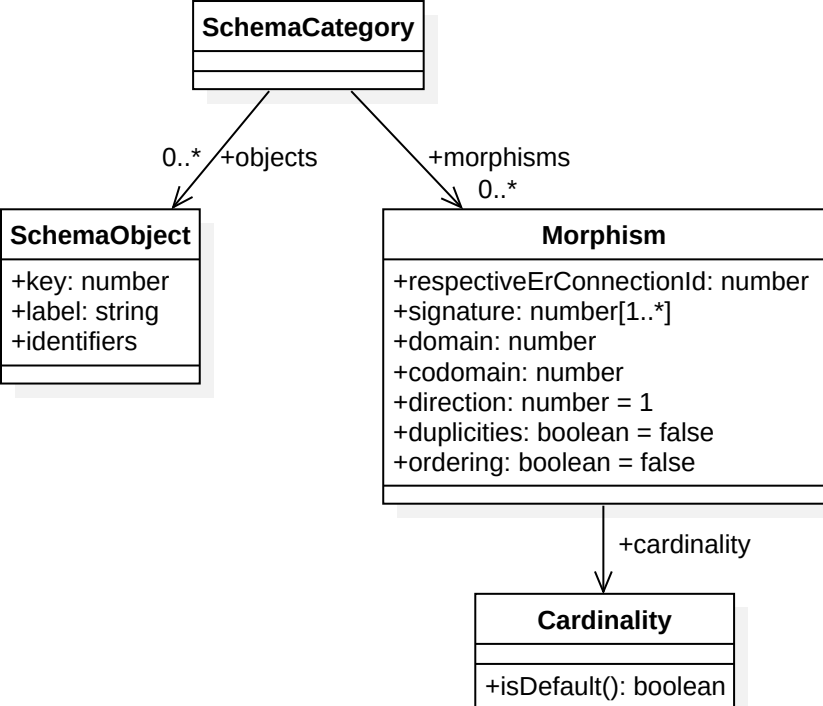 SchemaCategory
0..* +objects
+morphisms
0..*
SchemaObject
+key: number
+label: string
+identifiers
Morphism
+respectiveErConnectionId: number
+signature: number[1..*]
+domain: number
+codomain: number
+direction: number = 1
+duplicities: boolean = false
+ordering: boolean = false
+cardinality
Cardinality
+isDefault(): boolean